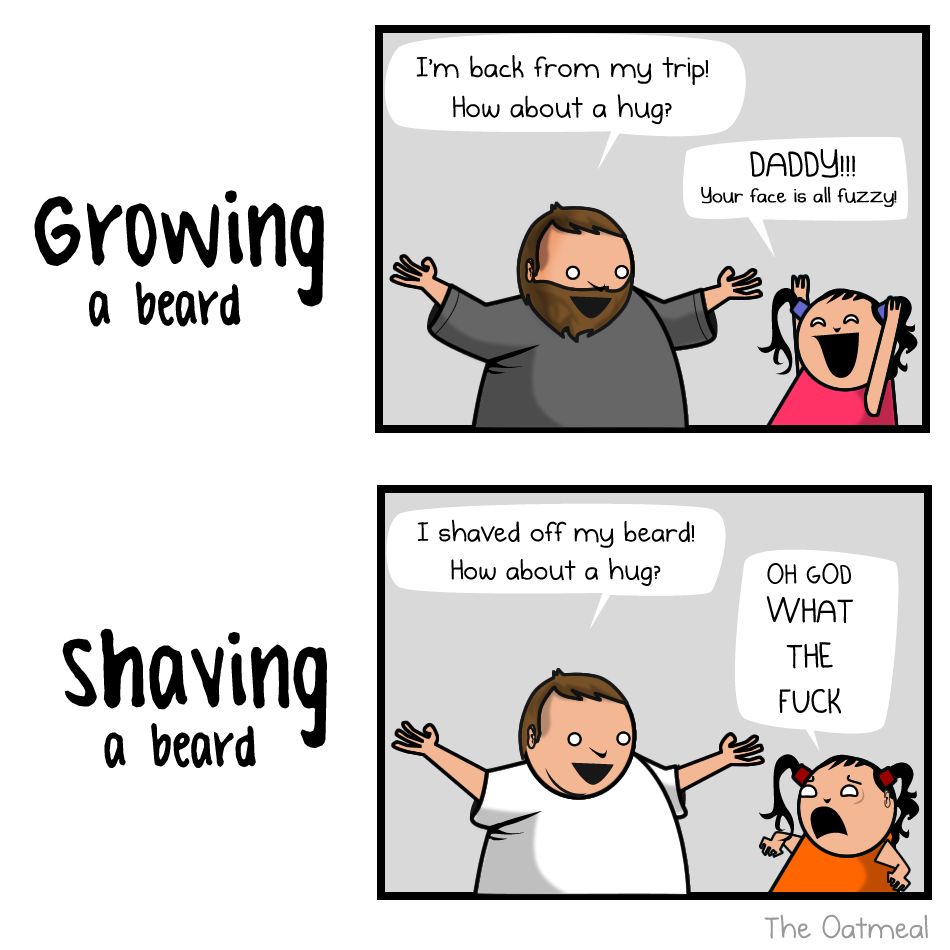 Growing
a beard
I'm back from my trip!
How about a hug?
DADDY!!!
Your face is all fuzzy!
Shaving
a beard
I shaved off my beard!
How about a hug?
OH GOD
WHAT
THE
FUCK
The Oatmeal